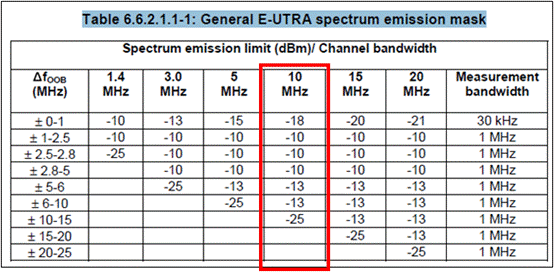 Table 6.6.2.1.1-1: General E-UTRA spectrum emission mask
Spectrum emission limit (dBm)/ Channel bandwidth
ΔfOOB (MHz) 1.4 MHz 3.0 MHz 5 MHz 10 MHz 15 MHz 20 MHz Measurement bandwidth
± 0-1 -10 -13 -15 -18 -20 -21 30 kHz
± 1-2.5 -10 -10 -10 -10 -10 -10 1 MHz
± 2.5-2.8 -25 -10 -10 -10 -10 -10 1 MHz
± 2.8-5 -10 -10 -10 -10 -10 1 MHz
± 5-6 -25 -13 -13 -13 -13 1 MHz
± 6-10 -25 -13 -13 -13 1 MHz
± 10-15 -25 -13 -13 1 MHz
± 15-20 -25 -13 1 MHz
± 20-25 -25 1 MHz